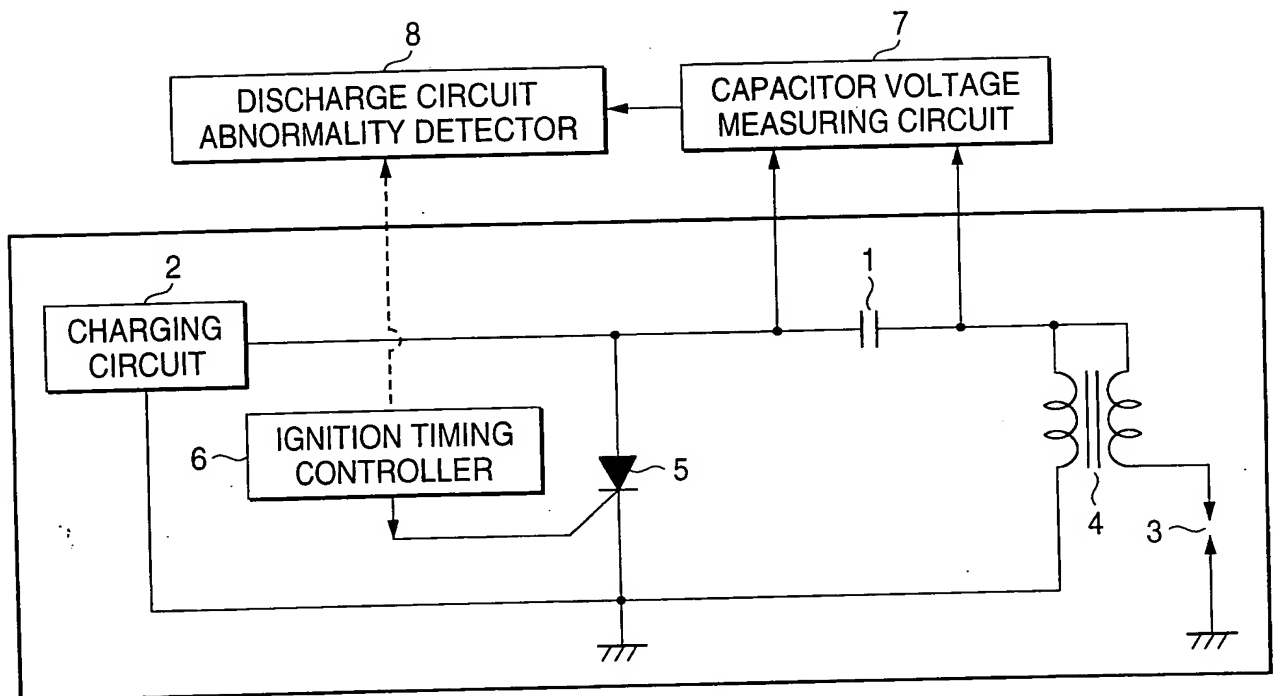 8
7
DISCHARGE CIRCUIT
ABNORMALITY DETECTOR
CAPACITOR VOLTAGE
MEASURING CIRCUIT
2
1
CHARGING
CIRCUIT
6
IGNITION TIMING
CONTROLLER
5
4
3